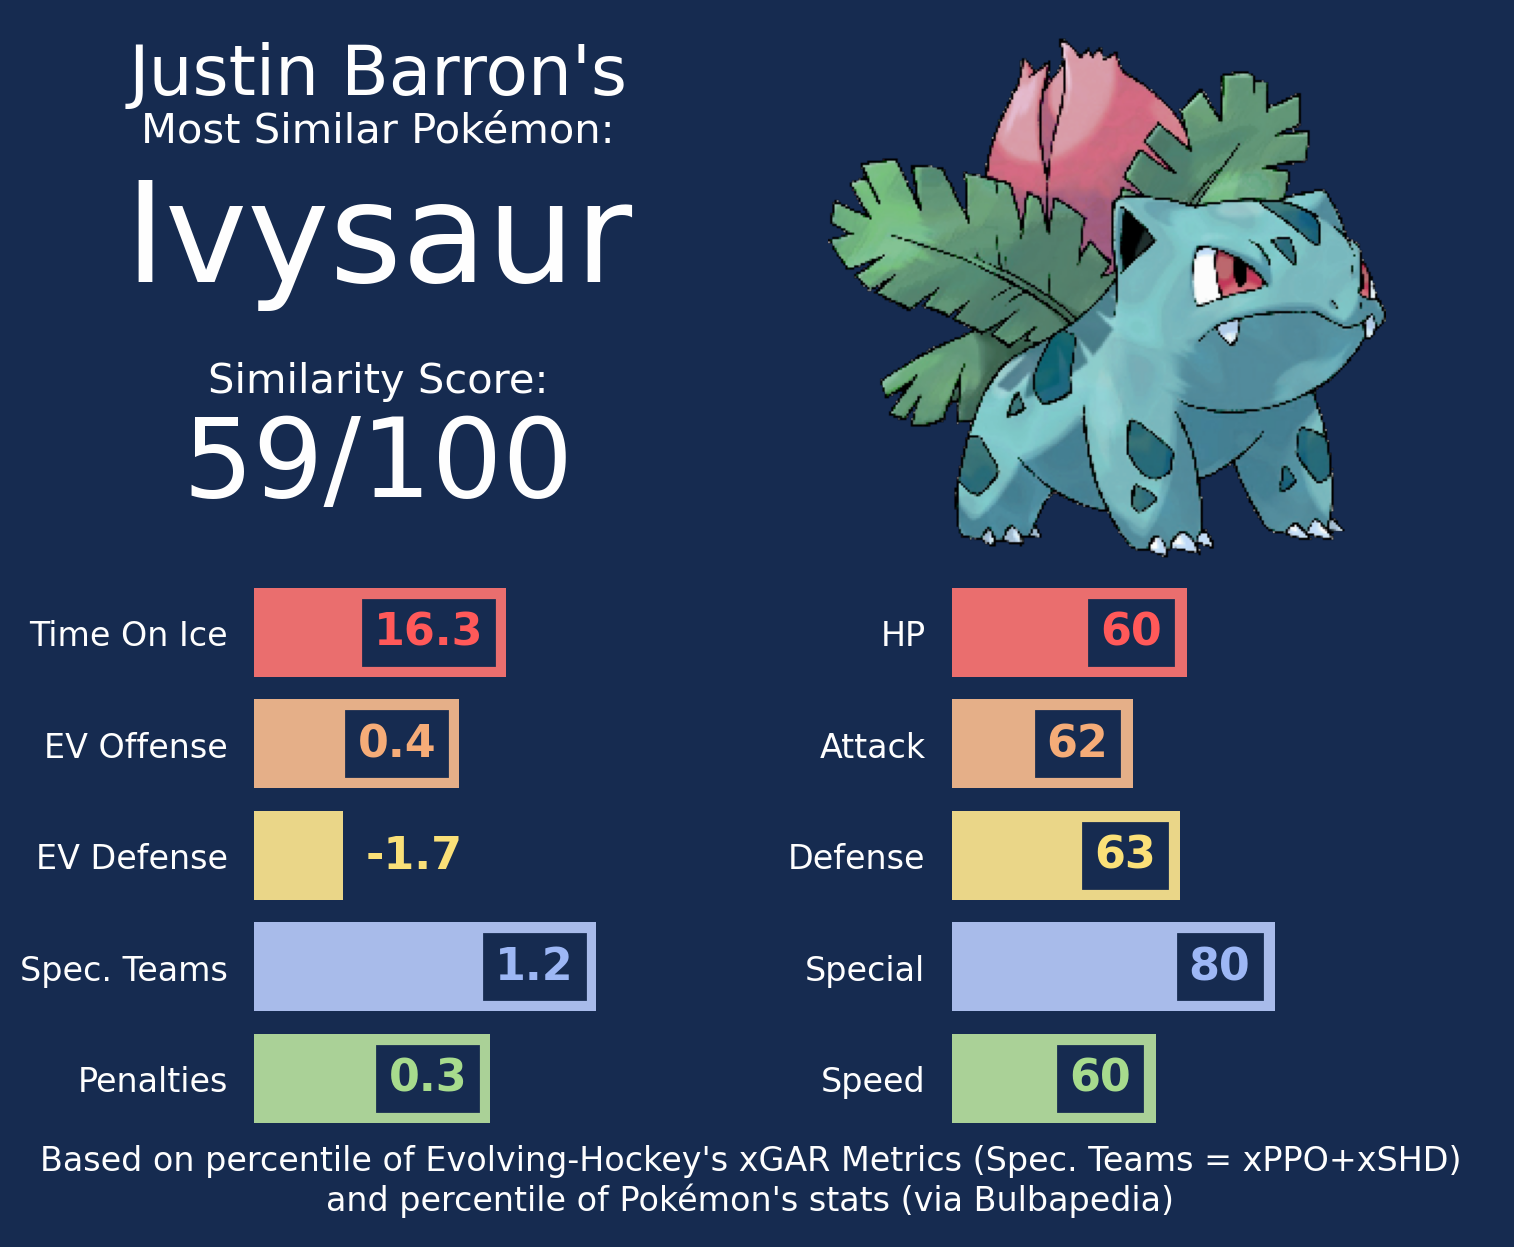 Justin Barron's
Most Similar Pokémon:
Ivysaur
Similarity Score:
59/100
Time On Ice 16.3
EV Offense 0.4
EV Defense -1.7
Spec. Teams 1.2
Penalties 0.3
HP 60
Attack 62
Defense 63
Special 80
Speed 60
Based on percentile of Evolving-Hockey's xGAR Metrics (Spec. Teams = xPPO+xSHD)
and percentile of Pokémon's stats (via Bulbapedia)